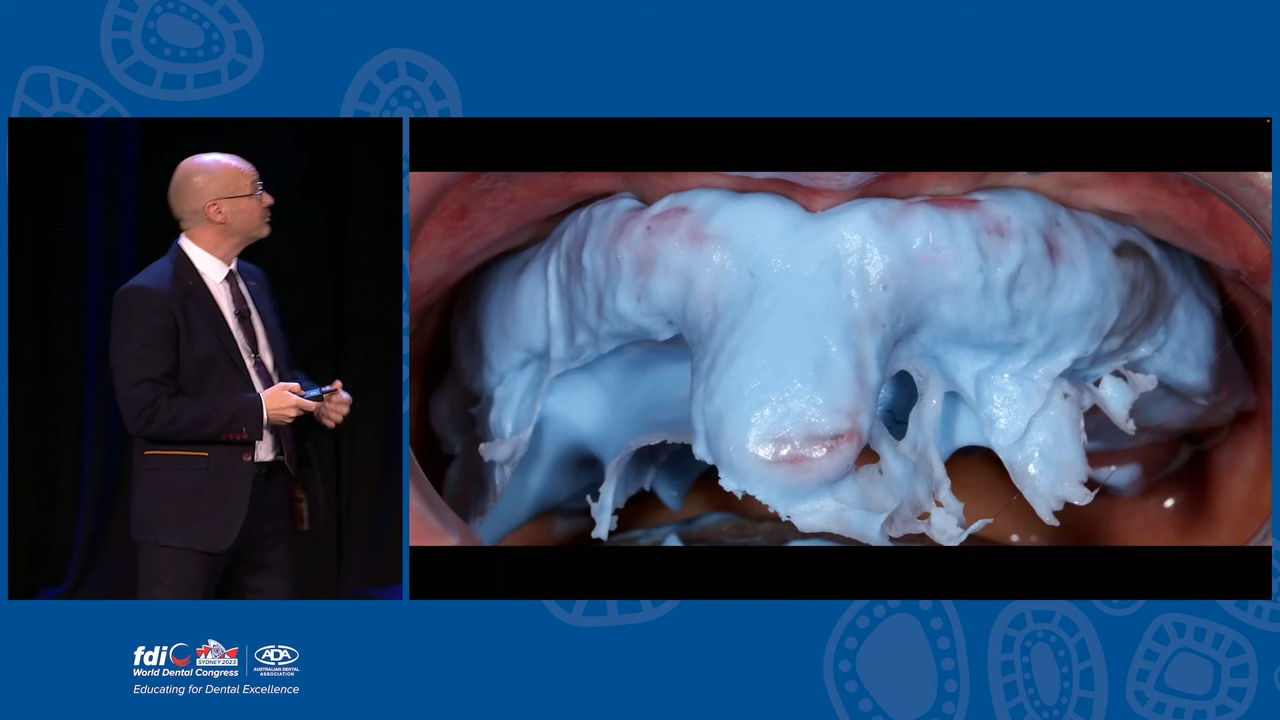 fdi
SYDNEY 2023
World Dental Congress
ADA
AUSTRALIAN DENTAL
ASSOCIATION
Educating for Dental Excellence